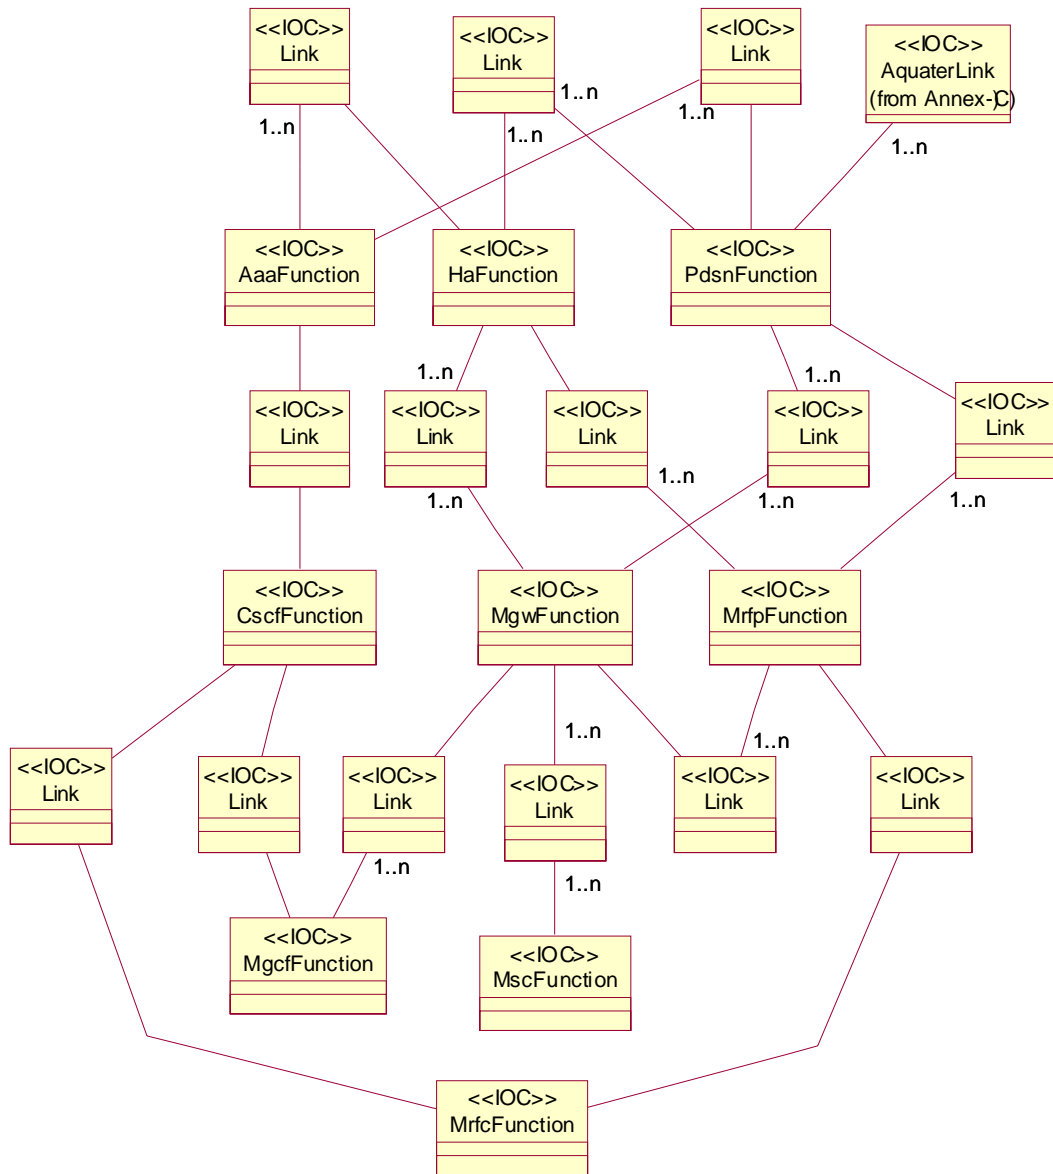 <<IOC>>
Link
<<IOC>>
Link
<<IOC>>
Link
<<IOC>>
AquaterLink
(from Annex-C)
1..n
1..n
1..n
1..n
1..n
<<IOC>>
AaaFunction
<<IOC>>
HaFunction
<<IOC>>
PdsnFunction
1..n
1..n
<<IOC>>
Link
<<IOC>>
Link
<<IOC>>
Link
<<IOC>>
Link
<<IOC>>
Link
1..n
1..n
1..n
1..n
<<IOC>>
CscfFunction
<<IOC>>
MgwFunction
<<IOC>>
MrfpFunction
1..n
1..n
<<IOC>>
Link
<<IOC>>
Link
<<IOC>>
Link
<<IOC>>
Link
<<IOC>>
Link
<<IOC>>
Link
1..n
1..n
<<IOC>>
MgcfFunction
<<IOC>>
MscFunction
<<IOC>>
MrfcFunction